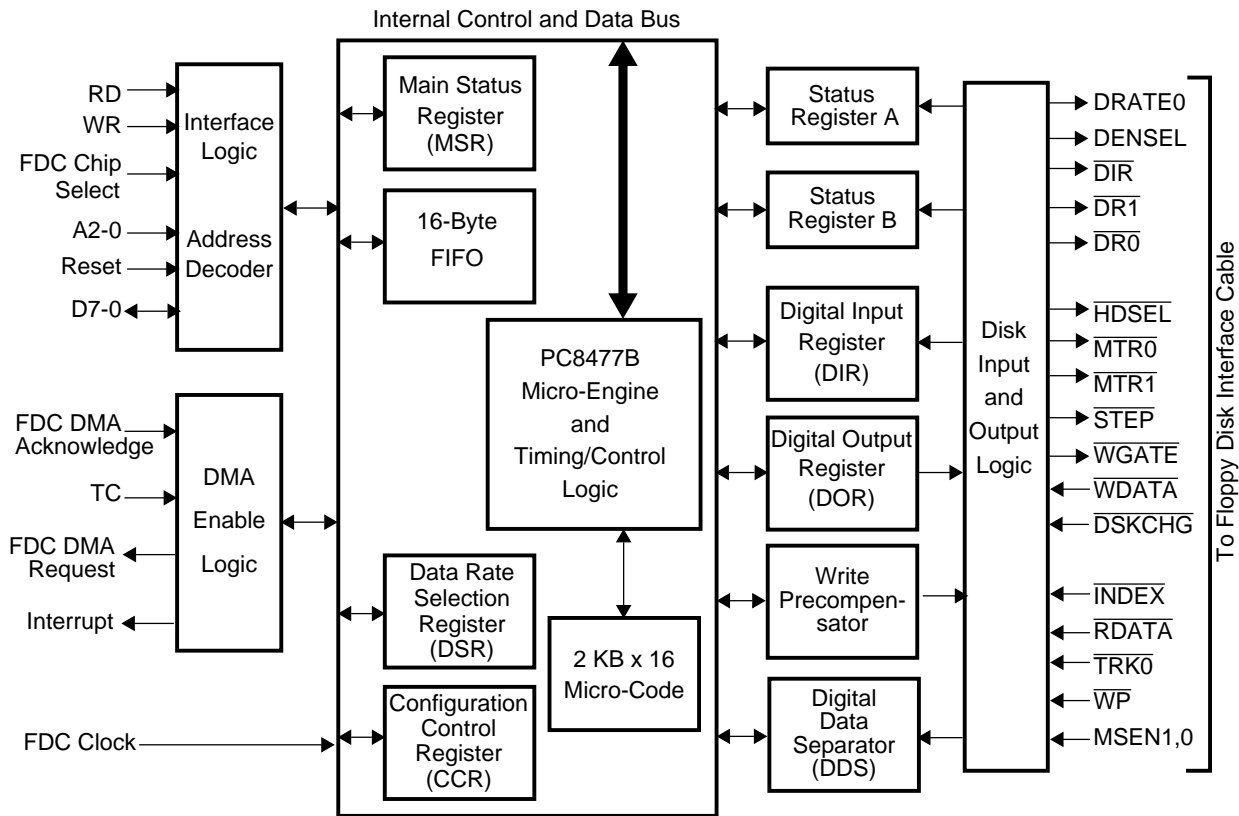 Internal Control and Data Bus
RD
WR
FDC Chip
Select
A2-0
Reset
D7-0
Interface
Logic
Address
Decoder
FDC DMA
Acknowledge
TC
FDC DMA
Request
Interrupt
DMA
Enable
Logic
FDC Clock
Main Status
Register
(MSR)
16-Byte
FIFO
PC8477B
Micro-Engine
and
Timing/Control
Logic
Data Rate
Selection
Register
(DSR)
2 KB x 16
Micro-Code
Configuration
Control
Register
(CCR)
Status
Register A
Status
Register B
Digital Input
Register
(DIR)
Digital Output
Register
(DOR)
Write
Precompen-
sator
Digital
Data
Separator
(DDS)
Disk
Input
and
Output
Logic
DRATE0
DENSEL
DIR
DR1
DR0
HDSEL
MTR0
MTR1
STEP
WGATE
WDATA
DSKCHG
INDEX
RDATA
TRK0
WP
MSEN1,0
To Floppy Disk Interface Cable